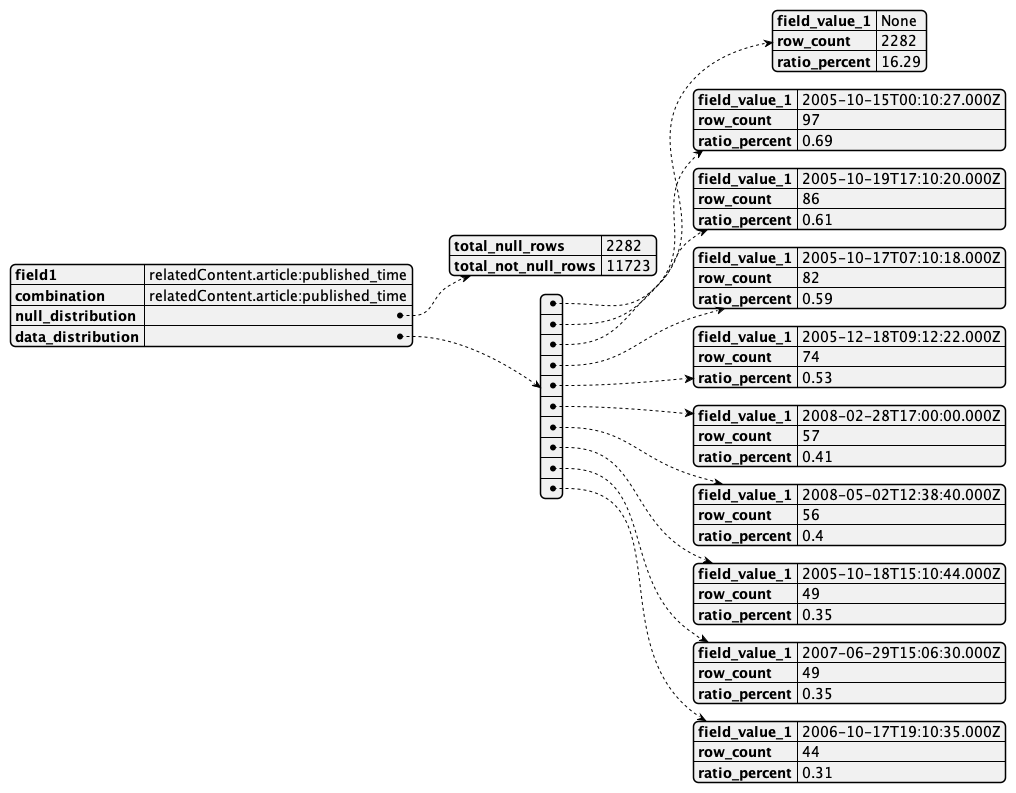 field1 relatedContent.article:published_time
combination relatedContent.article:published_time
null_distribution
data_distribution
total_null_rows 2282
total_not_null_rows 11723
field_value_1 None
row_count 2282
ratio_percent 16.29
field_value_1 2005-10-15T00:10:27.000Z
row_count 97
ratio_percent 0.69
field_value_1 2005-10-19T17:10:20.000Z
row_count 86
ratio_percent 0.61
field_value_1 2005-10-17T07:10:18.000Z
row_count 82
ratio_percent 0.59
field_value_1 2005-12-18T09:12:22.000Z
row_count 74
ratio_percent 0.53
field_value_1 2008-02-28T17:00:00.000Z
row_count 57
ratio_percent 0.41
field_value_1 2008-05-02T12:38:40.000Z
row_count 56
ratio_percent 0.4
field_value_1 2005-10-18T15:10:44.000Z
row_count 49
ratio_percent 0.35
field_value_1 2007-06-29T15:06:30.000Z
row_count 49
ratio_percent 0.35
field_value_1 2006-10-17T19:10:35.000Z
row_count 44
ratio_percent 0.31